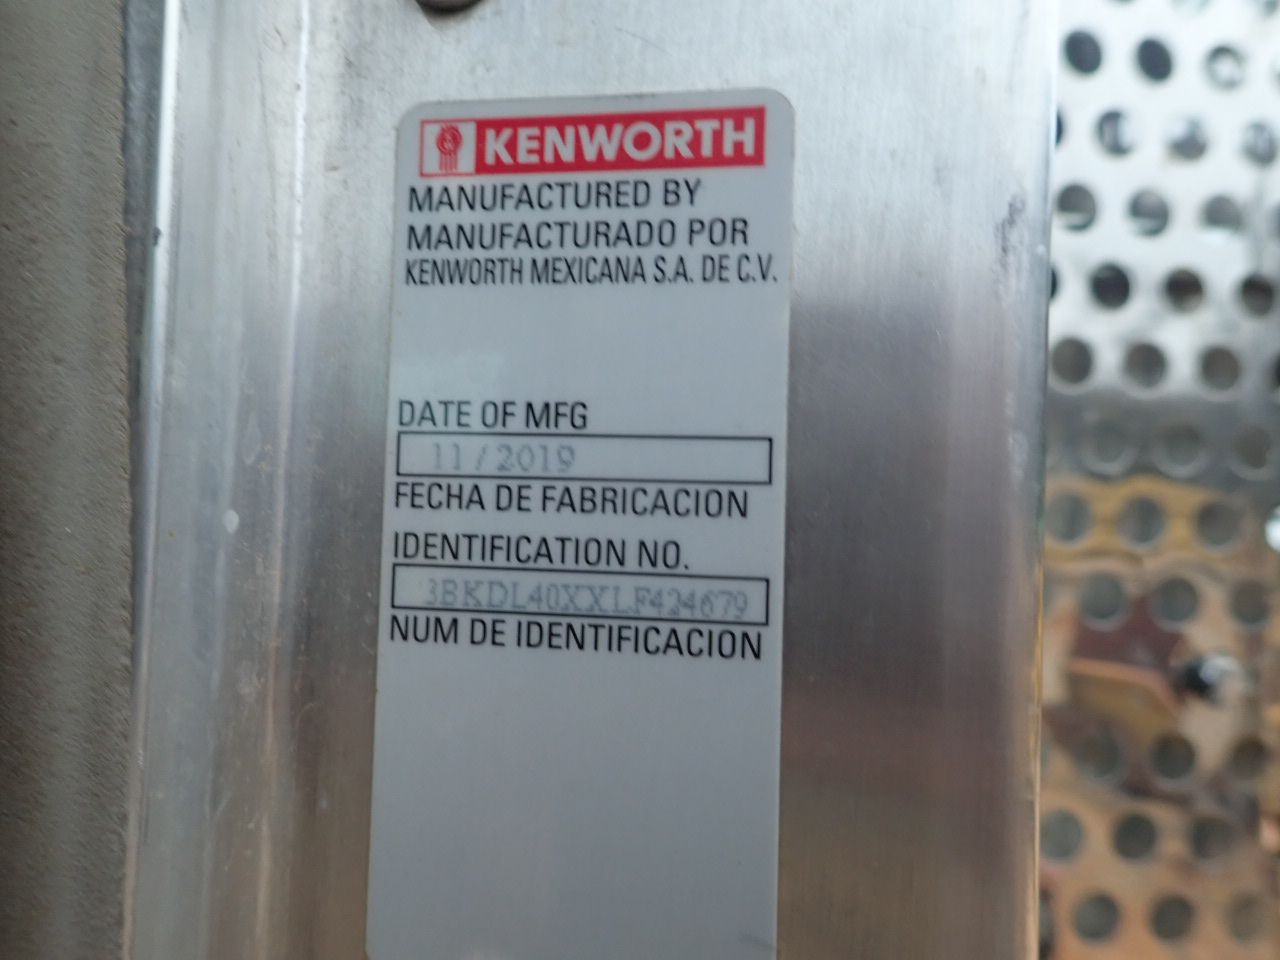 KENWORTH
MANUFACTURED BY
MANUFACTURADO POR
KENWORTH MEXICANA S.A. DE C.V.
DATE OF MFG
11/2019
FECHA DE FABRICACION
IDENTIFICATION NO.
3BKDL40XXLF424679
NUM DE IDENTIFICACION